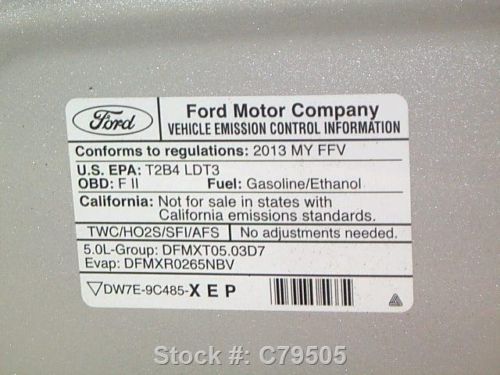 Ford
Ford Motor Company
VEHICLE EMISSION CONTROL INFORMATION
Conforms to regulations: 2013 MY FFV
U.S. EPA: T2B4 LDT3
OBD: F II Fuel: Gasoline/Ethanol
California: Not for sale in states with
California emissions standards.
TWC/HO2S/SFI/AFS No adjustments needed.
5.0L-Group: DFMXT05.03D7
Evap: DFMXR0265NBV
▽DW7E-9C485-X E P
Stock #: C79505